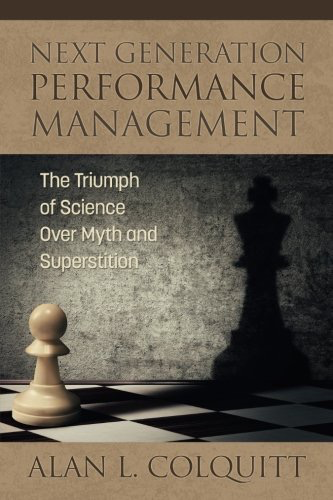 NEXT GENERATION
PERFORMANCE
MANAGEMENT
The Triumph
of Science
Over Myth and
Superstition
ALAN L. COLQUITT